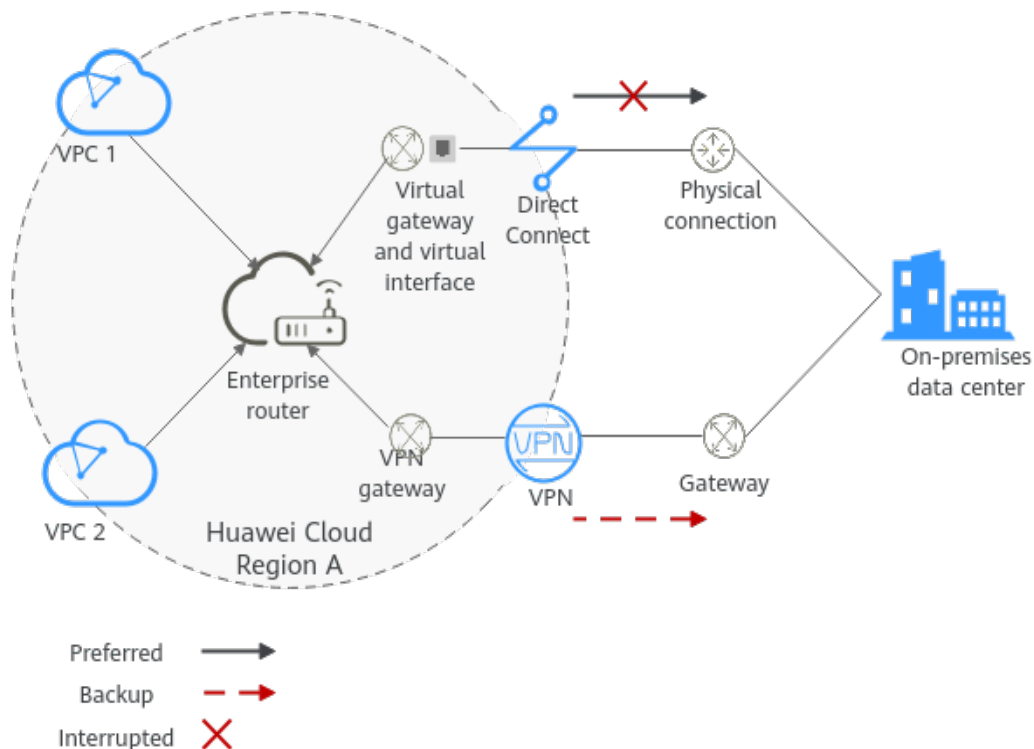 VPC 1
Virtual
gateway
and virtual
interface
Direct
Connect
Physical
connection
On-premises
data center
Enterprise
router
VPN
gateway
VPN
VPN
Gateway
VPC 2
Huawei Cloud
Region A
Preferred
Backup
Interrupted